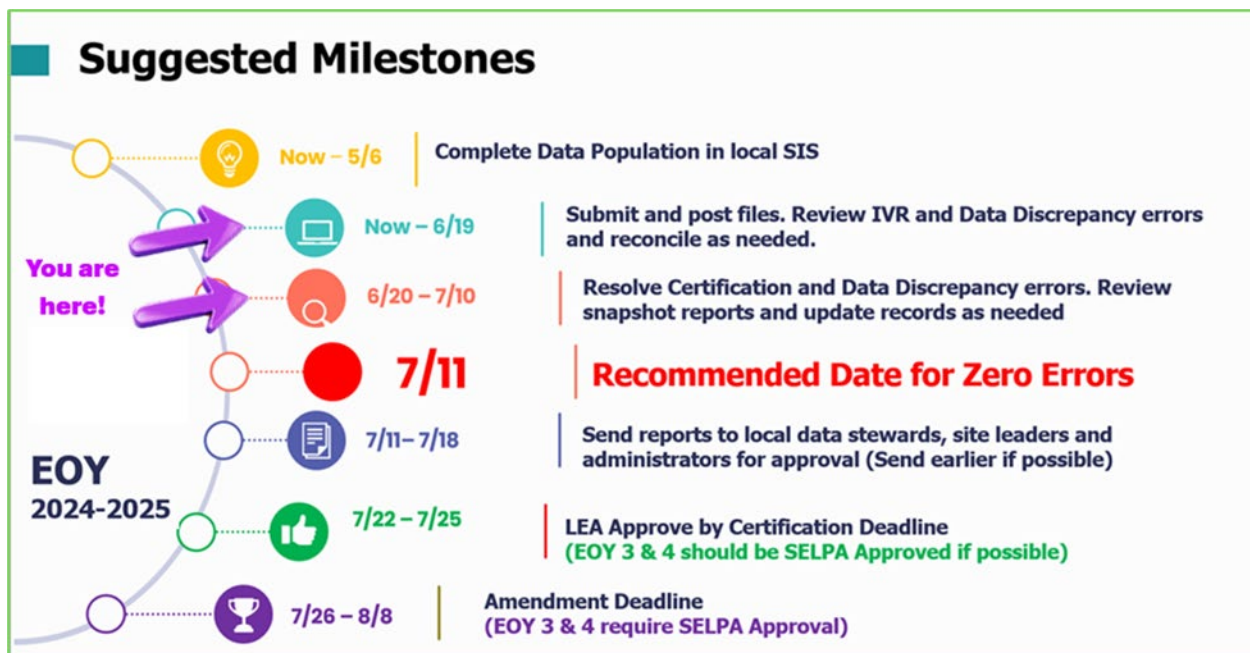 Suggested Milestones
Now – 5/6
Complete Data Population in local SIS
Now – 6/19
Submit and post files. Review IVR and Data Discrepancy errors
and reconcile as needed.
You are
here!
6/20 – 7/10
Resolve Certification and Data Discrepancy errors. Review
snapshot reports and update records as needed
7/11
Recommended Date for Zero Errors
7/11– 7/18
Send reports to local data stewards, site leaders and
administrators for approval (Send earlier if possible)
EOY
2024-2025
7/22 – 7/25
LEA Approve by Certification Deadline
(EOY 3 & 4 should be SELPA Approved if possible)
7/26 – 8/8
Amendment Deadline
(EOY 3 & 4 require SELPA Approval)